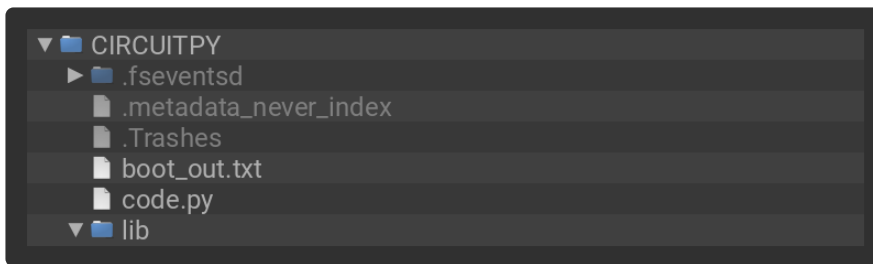 CIRCUITPY
.fseventsd
.metadata_never_index
.Trashes
boot_out.txt
code.py
lib